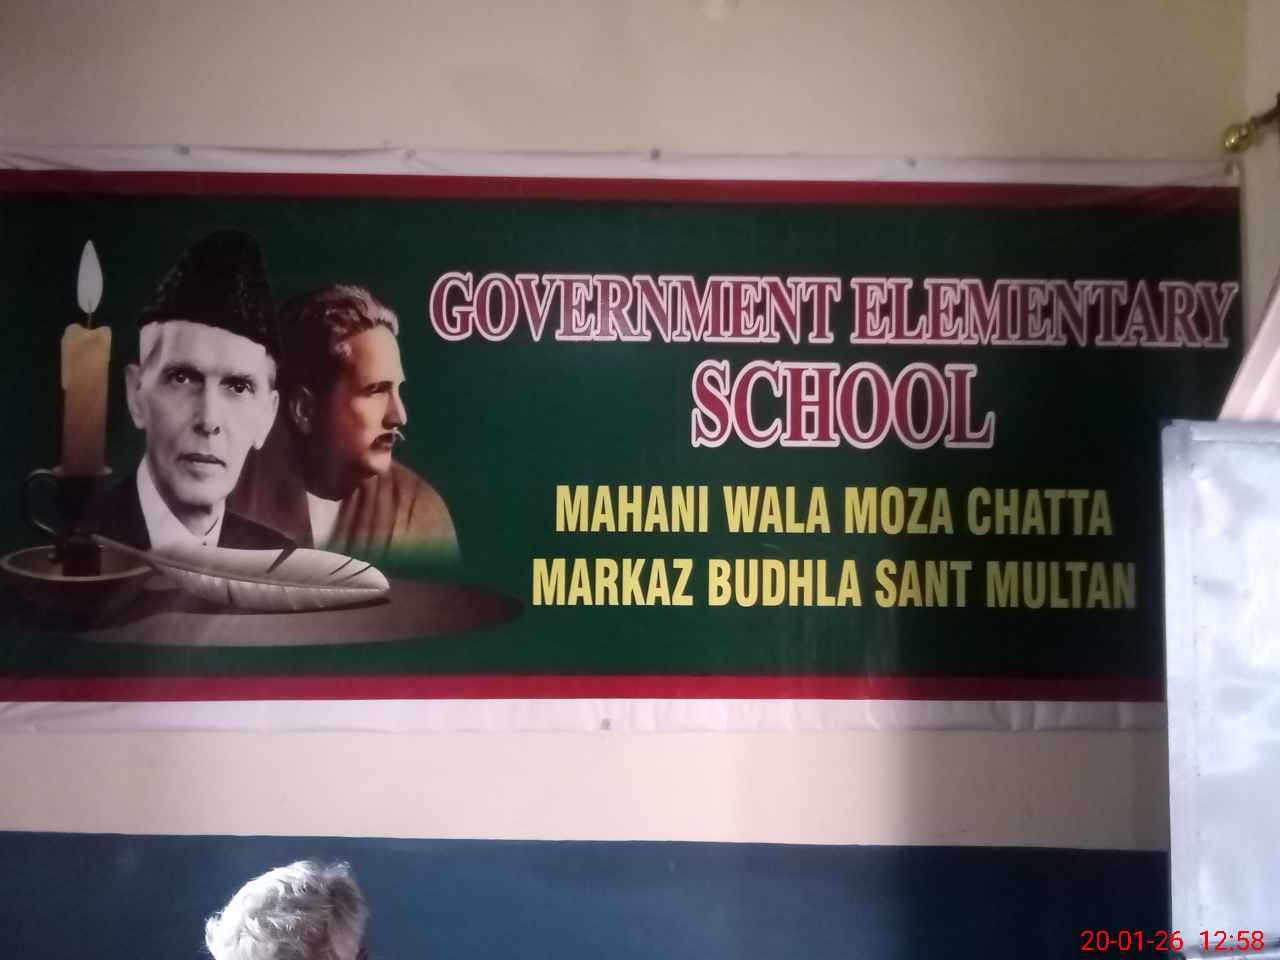 GOVERNMENT ELEMENTARY
SCHOOL
MAHANI WALA MOZA CHATTA
MARKAZ BUDHLA SANT MULTAN
20-01-26 12:58